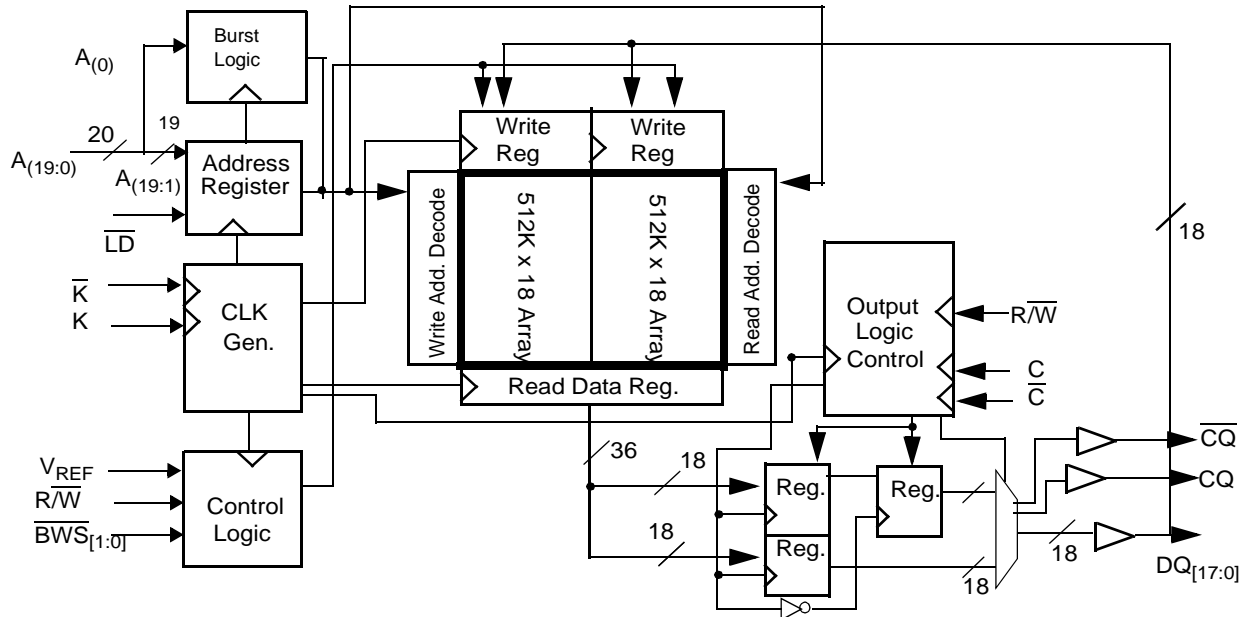 Burst
Logic
A(0)
20
19
A(19:0)
A(19:1)
Address
Register
LD
K
K
CLK
Gen.
VREF
R/W
BWS[1:0]
Control
Logic
Write
Reg
Write
Reg
Write Add. Decode
512K x 18 Array
512K x 18 Array
Read Add. Decode
Read Data Reg.
36
18
18
Output
Logic
Control
R/W
C
C
Reg.
Reg.
Reg.
18
18
18
CQ
CQ
DQ[17:0]